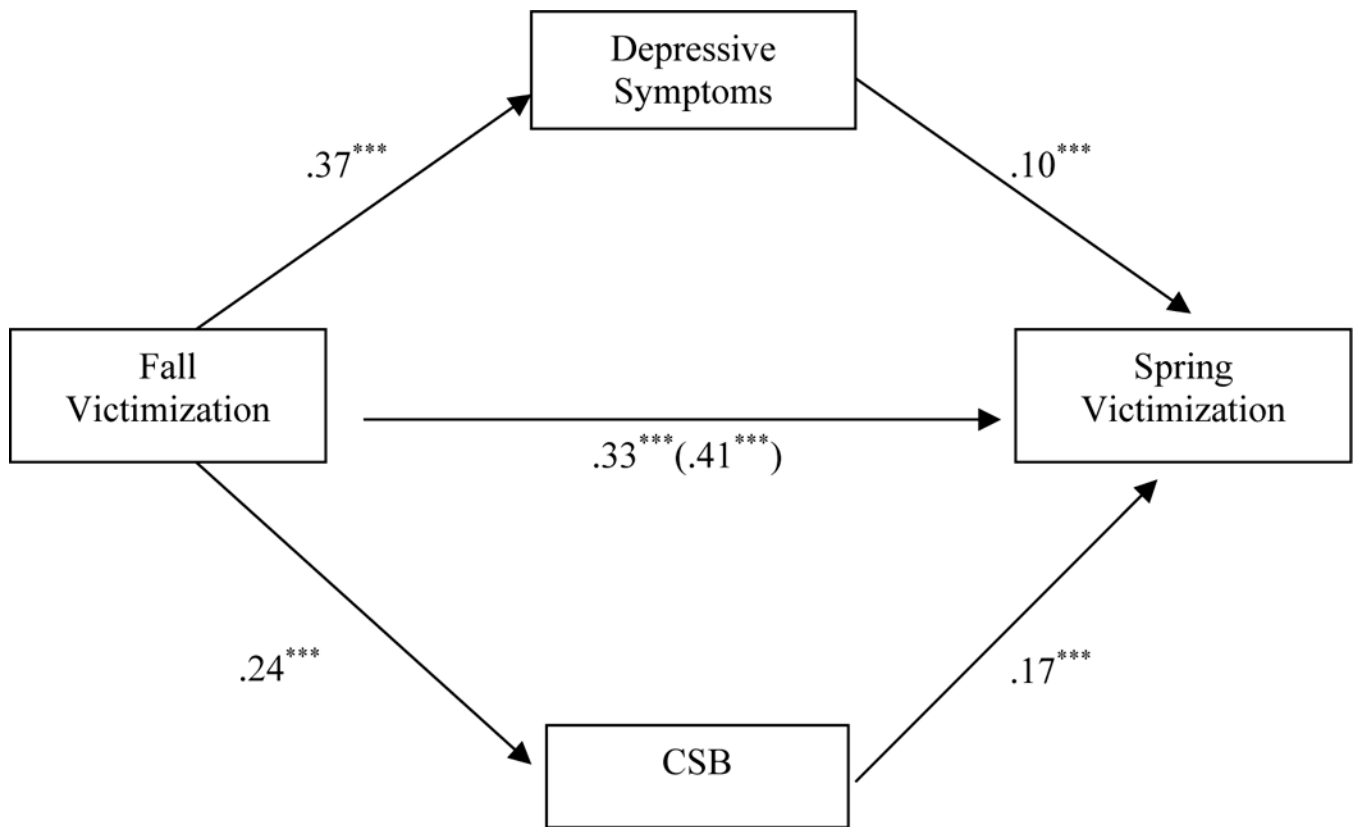 Depressive
Symptoms
.37***
.10***
Fall
Victimization
Spring
Victimization
.33***(.41***)
.24***
.17***
CSB